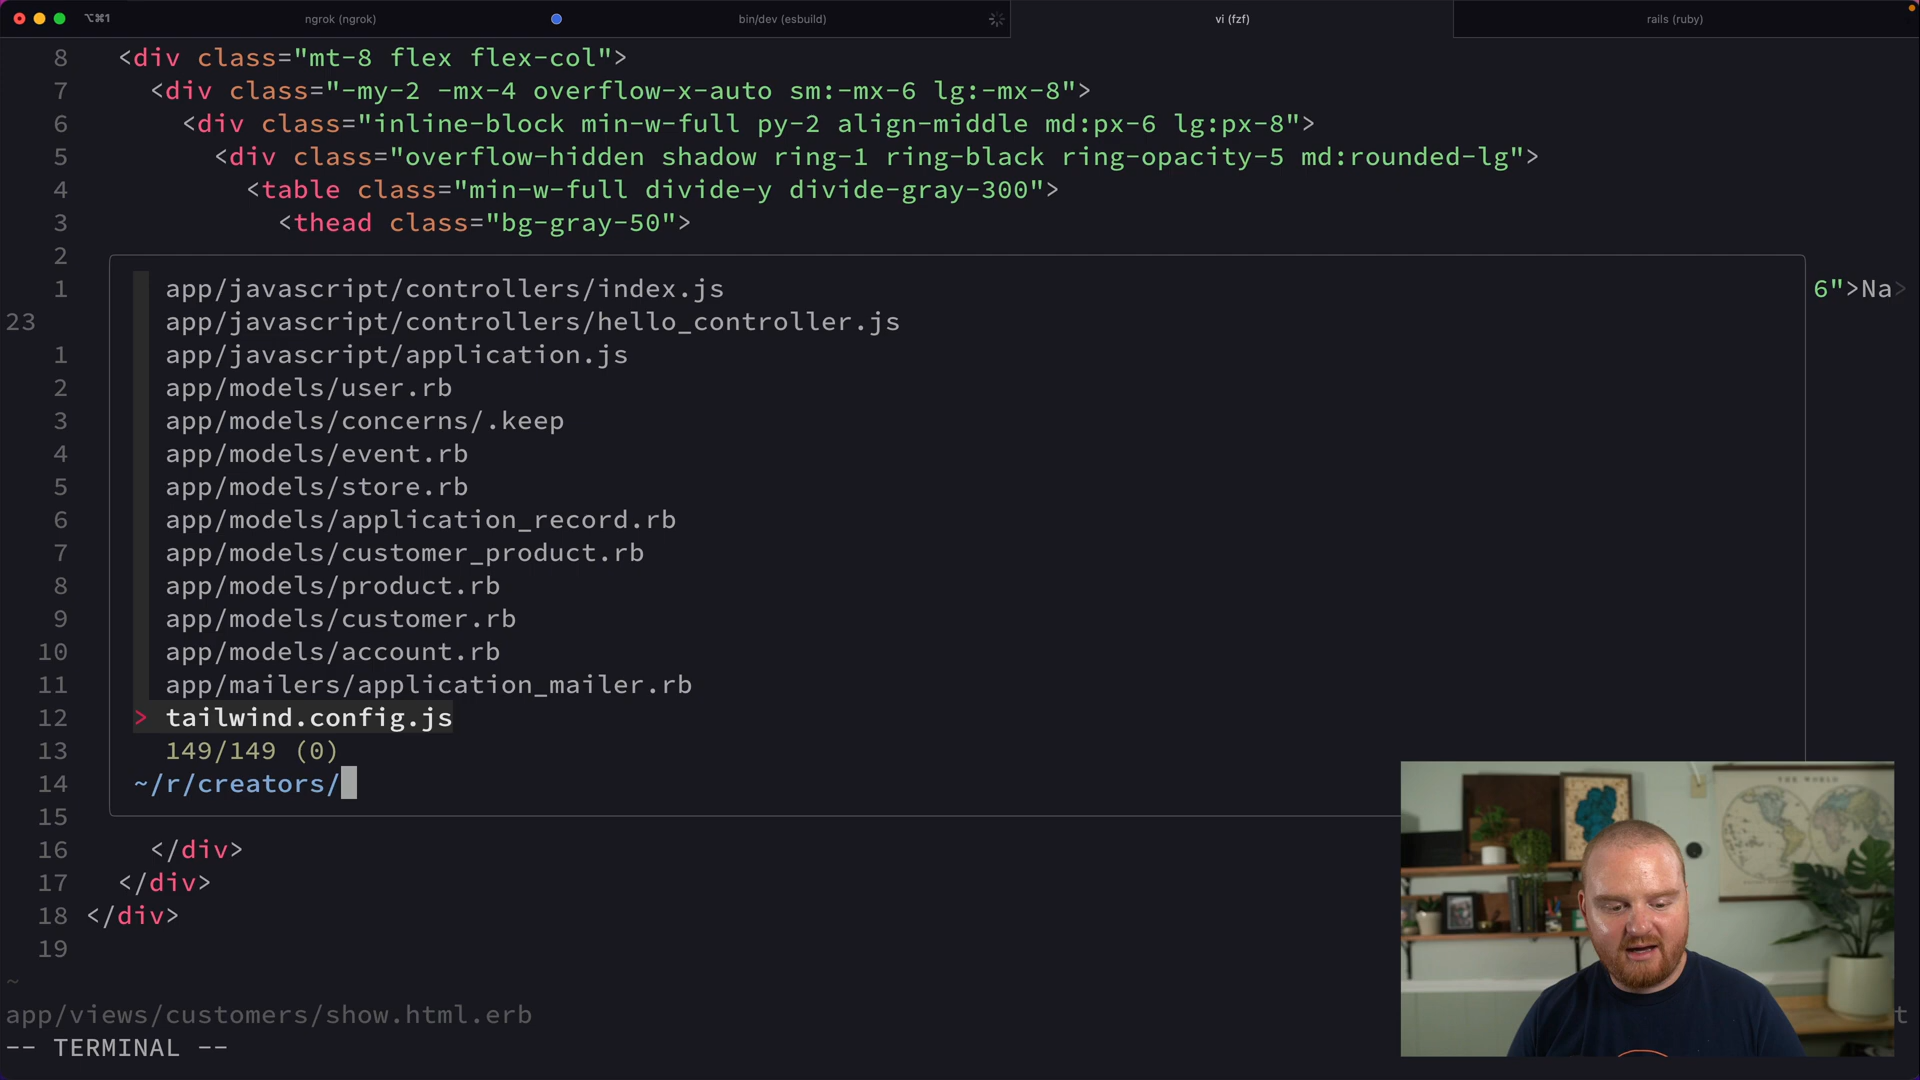 ⌥⌘1
ngrok (ngrok)
bin/dev (esbuild)
vi (fzf)
rails (ruby)
8 <div class="mt-8 flex flex-col">
7 <div class="-my-2 -mx-4 overflow-x-auto sm:-mx-6 lg:-mx-8">
6 <div class="inline-block min-w-full py-2 align-middle md:px-6 lg:px-8">
5 <div class="overflow-hidden shadow ring-1 ring-black ring-opacity-5 md:rounded-lg">
4 <table class="min-w-full divide-y divide-gray-300">
3 <thead class="bg-gray-50">
2
1 app/javascript/controllers/index.js 6">Na>
23 app/javascript/controllers/hello_controller.js
1 app/javascript/application.js
2 app/models/user.rb
3 app/models/concerns/.keep
4 app/models/event.rb
5 app/models/store.rb
6 app/models/application_record.rb
7 app/models/customer_product.rb
8 app/models/product.rb
9 app/models/customer.rb
10 app/models/account.rb
11 app/mailers/application_mailer.rb
12 > tailwind.config.js
13 149/149 (0)
14 ~/r/creators/
15
16 </div>
17 </div>
18 </div>
19
~
app/views/customers/show.html.erb t
-- TERMINAL --
THE WORLD